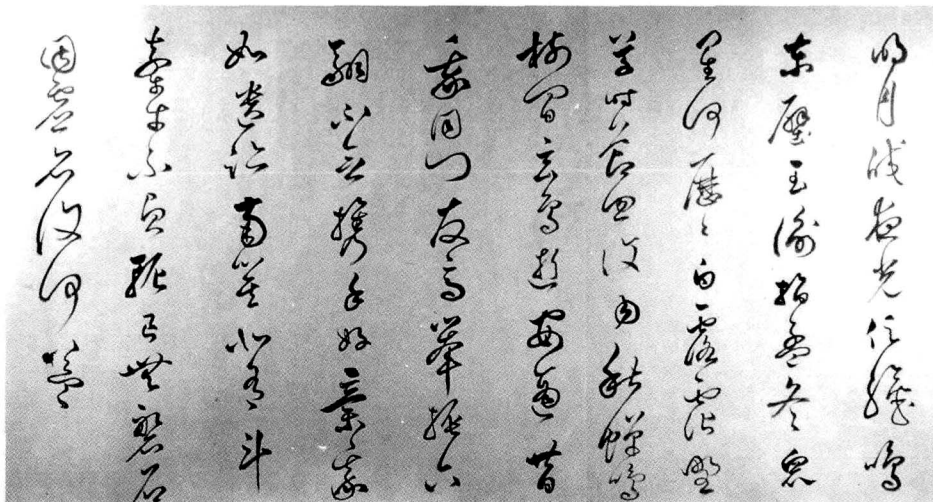 明月皎夜光促織鳴
東壁玉衡指孟冬眾
星何歷々白露霑野
草時節忽復易秋蟬鳴
樹間玄鳥逝安適昔
我同門友高舉振六
翮不念攜手好棄我
如遺跡南箕北有斗
牽牛不負軛良無磐石
固虛名復何益